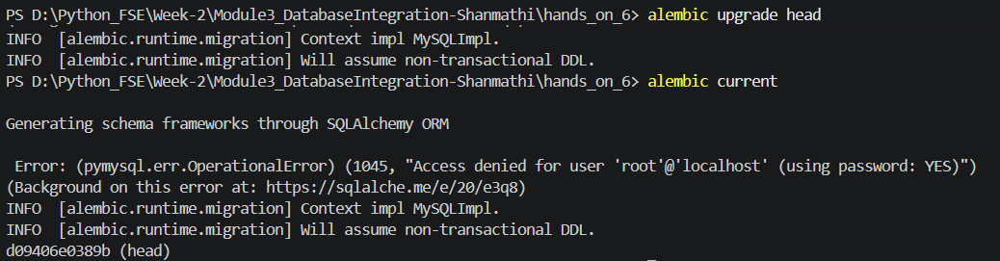 PS D:\Python_FSE\Week-2\Module3_DatabaseIntegration-Shanmathi\hands_on_6> alembic upgrade head
INFO  [alembic.runtime.migration] Context impl MySQLImpl.
INFO  [alembic.runtime.migration] Will assume non-transactional DDL.
PS D:\Python_FSE\Week-2\Module3_DatabaseIntegration-Shanmathi\hands_on_6> alembic current
Generating schema frameworks through SQLAlchemy ORM
Error: (pymysql.err.OperationalError) (1045, "Access denied for user 'root'@'localhost' (using password: YES)")
(Background on this error at: https://sqlalche.me/e/20/e3q8)
INFO  [alembic.runtime.migration] Context impl MySQLImpl.
INFO  [alembic.runtime.migration] Will assume non-transactional DDL.
d09406e0389b (head)